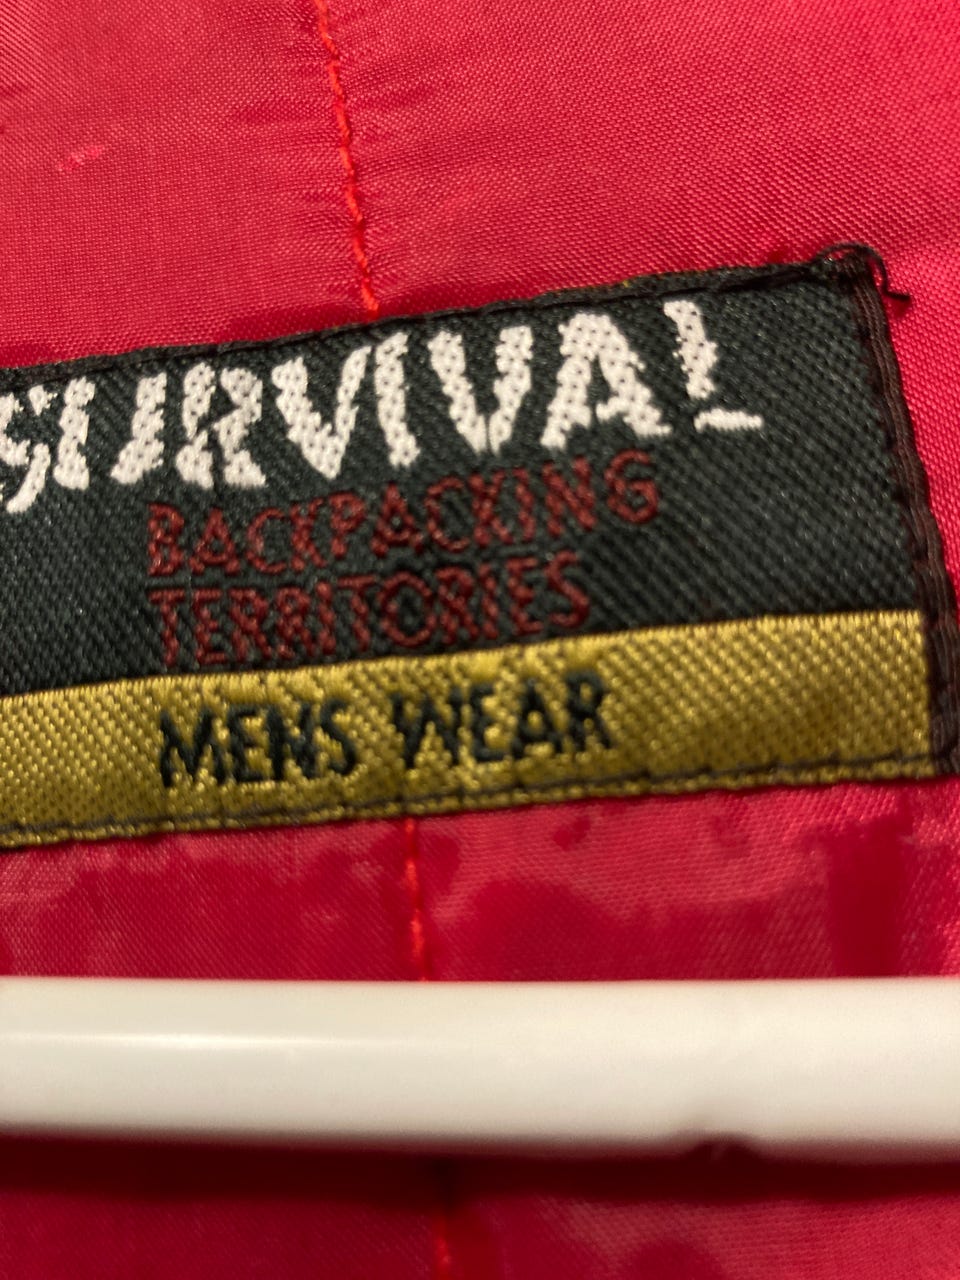 SURVIVAL
BACKPACKING
TERRITORIES
MENS WEAR